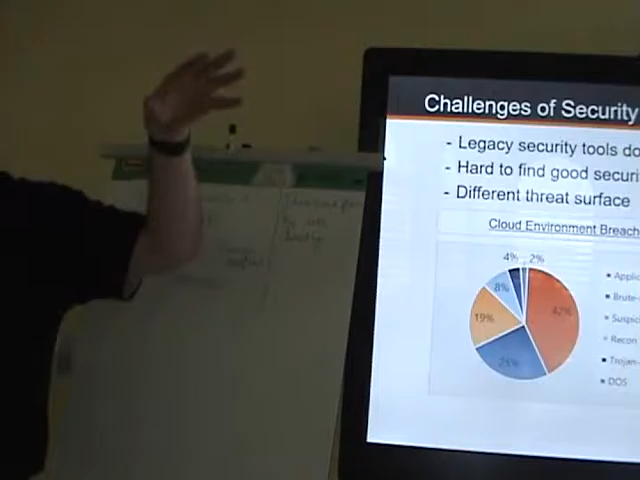 Challenges of Security
- Legacy security tools do
- Hard to find good securi
- Different threat surface
Cloud Environment Breach
4% 2%
8%
42%
19%
25%
Applic
Brute-
Suspic
Recon
Trojan-
DOS